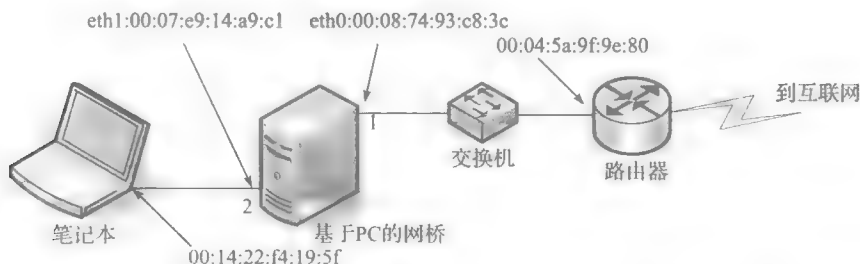 eth1:00:07:e9:14:a9:c1
eth0:00:08:74:93:c8:3c
00:04:5a:9f:9e:80
到互联网
1
交换机
路由器
2
笔记本
基于PC的网桥
00:14:22:f4:19:5f